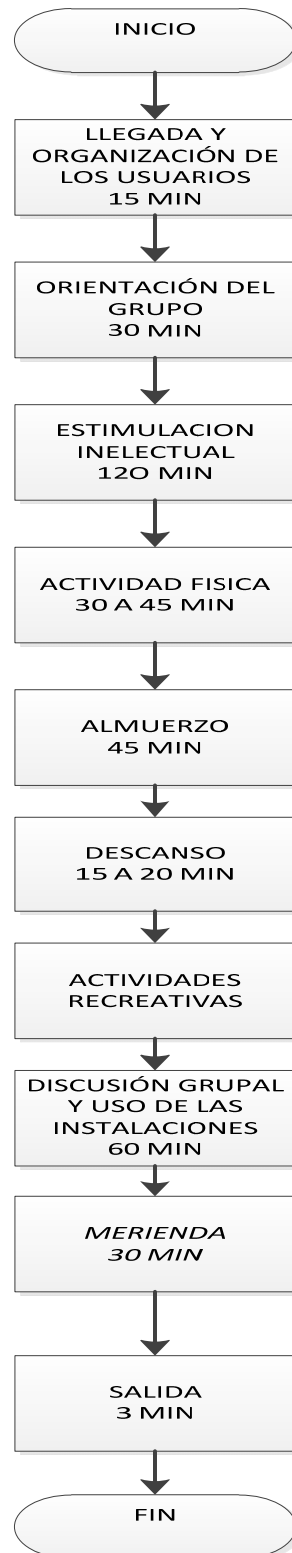 INICIO
LLEGADA Y
ORGANIZACIÓN DE
LOS USUARIOS
15 MIN
ORIENTACIÓN DEL
GRUPO
30 MIN
ESTIMULACION
INELECTUAL
12O MIN
ACTIVIDAD FISICA
30 A 45 MIN
ALMUERZO
45 MIN
DESCANSO
15 A 20 MIN
ACTIVIDADES
RECREATIVAS
DISCUSIÓN GRUPAL
Y USO DE LAS
INSTALACIONES
60 MIN
MERIENDA
30 MIN
SALIDA
3 MIN
FIN